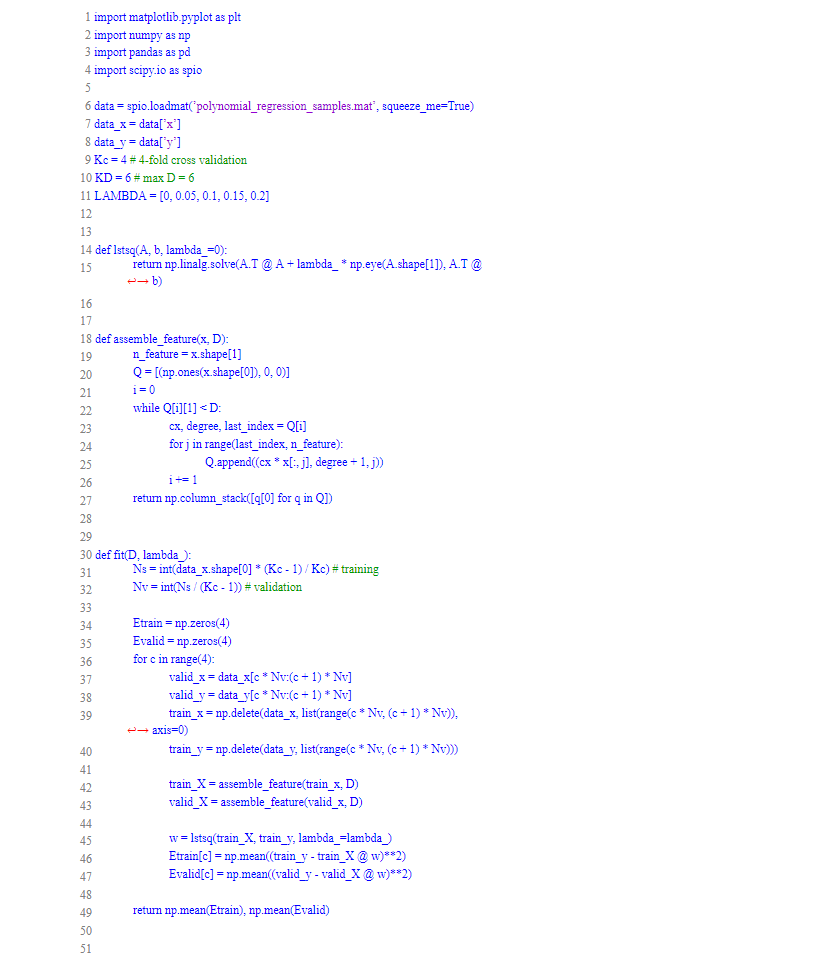 1 import matplotlib.pyplot as plt
2 import numpy as np
3 import pandas as pd
4 import scipy.io as spio
5
6 data = spio.loadmat('polynomial_regression_samples.mat', squeeze_me=True)
7 data_x = data['x']
8 data_y = data['y']
9 Kc = 4 # 4-fold cross validation
10 KD = 6 # max D = 6
11 LAMBDA = [0, 0.05, 0.1, 0.15, 0.2]
12
13
14 def lstsq(A, b, lambda_=0):
15 return np.linalg.solve(A.T @ A + lambda_ * np.eye(A.shape[1]), A.T @
↩→ b)
16
17
18 def assemble_feature(x, D):
19 n_feature = x.shape[1]
20 Q = [(np.ones(x.shape[0]), 0, 0)]
21 i = 0
22 while Q[i][1] < D:
23 cx, degree, last_index = Q[i]
24 for j in range(last_index, n_feature):
25 Q.append((cx * x[:, j], degree + 1, j))
26 i += 1
27 return np.column_stack([q[0] for q in Q])
28
29
30 def fit(D, lambda_):
31 Ns = int(data_x.shape[0] * (Kc - 1) / Kc) # training
32 Nv = int(Ns / (Kc - 1)) # validation
33
34 Etrain = np.zeros(4)
35 Evalid = np.zeros(4)
36 for c in range(4):
37 valid_x = data_x[c * Nv:(c + 1) * Nv]
38 valid_y = data_y[c * Nv:(c + 1) * Nv]
39 train_x = np.delete(data_x, list(range(c * Nv, (c + 1) * Nv)),
↩→ axis=0)
40 train_y = np.delete(data_y, list(range(c * Nv, (c + 1) * Nv)))
41
42 train_X = assemble_feature(train_x, D)
43 valid_X = assemble_feature(valid_x, D)
44
45 w = lstsq(train_X, train_y, lambda_=lambda_)
46 Etrain[c] = np.mean((train_y - train_X @ w)**2)
47 Evalid[c] = np.mean((valid_y - valid_X @ w)**2)
48
49 return np.mean(Etrain), np.mean(Evalid)
50
51